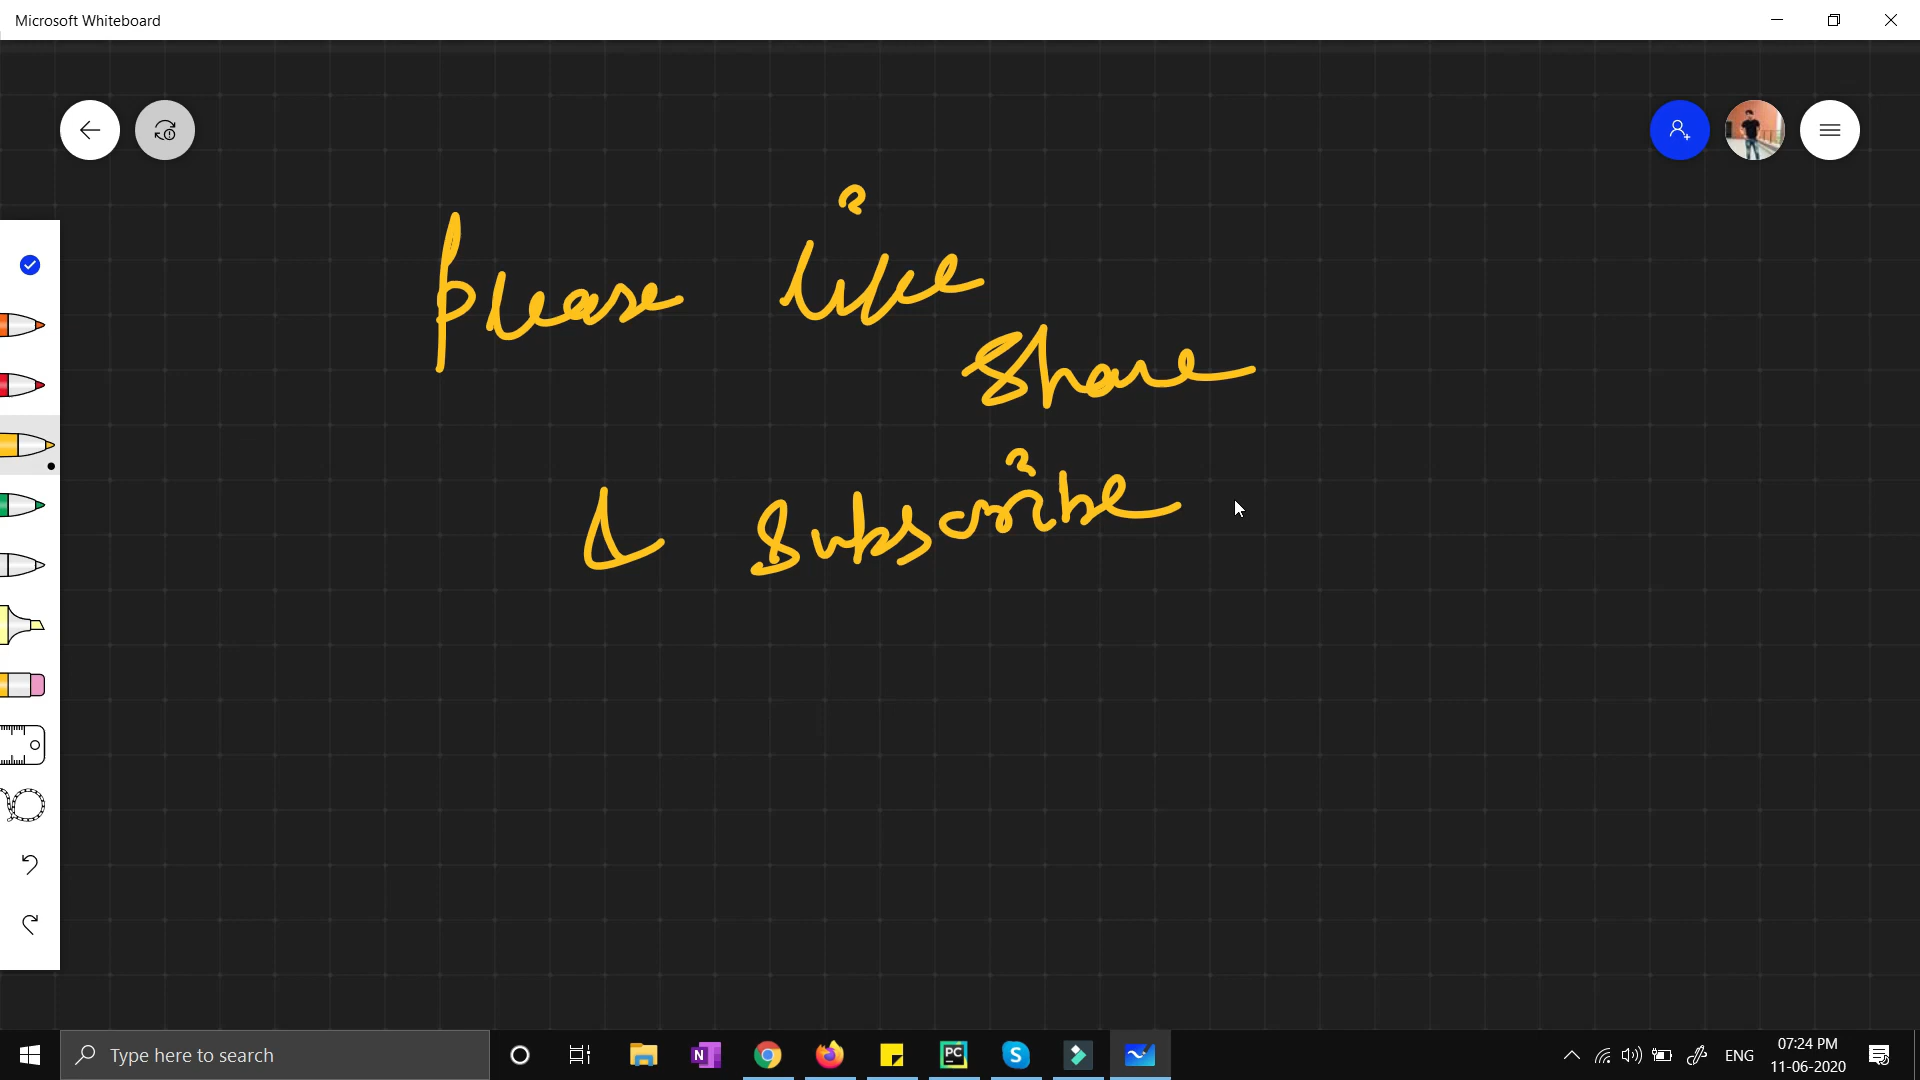 Microsoft Whiteboard
Please like
Share
& Subscribe
Type here to search
07:24 PM
ENG
11-06-2020